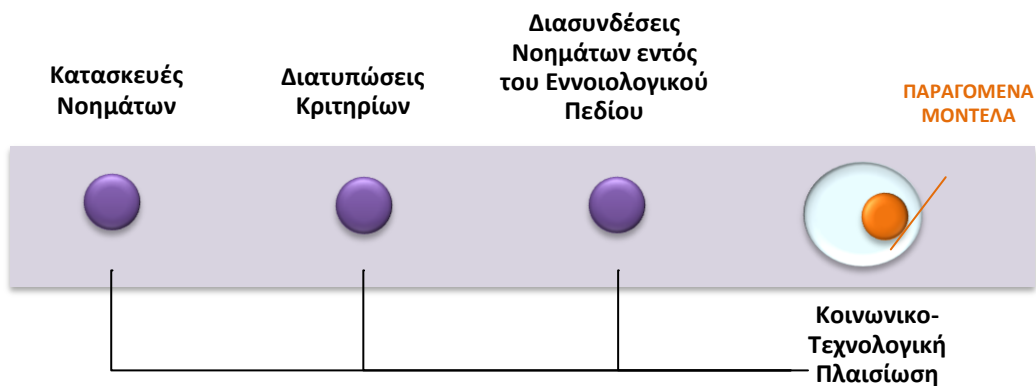 Κατασκευές
Νοημάτων
Διατυπώσεις
Κριτηρίων
Διασυνδέσεις
Νοημάτων εντός
του Εννοιολογικού
Πεδίου
ΠΑΡΑΓΟΜΕΝΑ
ΜΟΝΤΕΛΑ
Κοινωνικο-
Τεχνολογική
Πλαισίωση